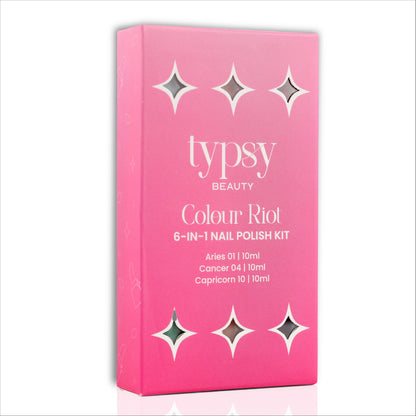 typsy
BEAUTY
Colour Riot
6-IN-1 NAIL POLISH KIT
Aries 01 | 10ml
Cancer 04 | 10ml
Capricorn 10 | 10ml